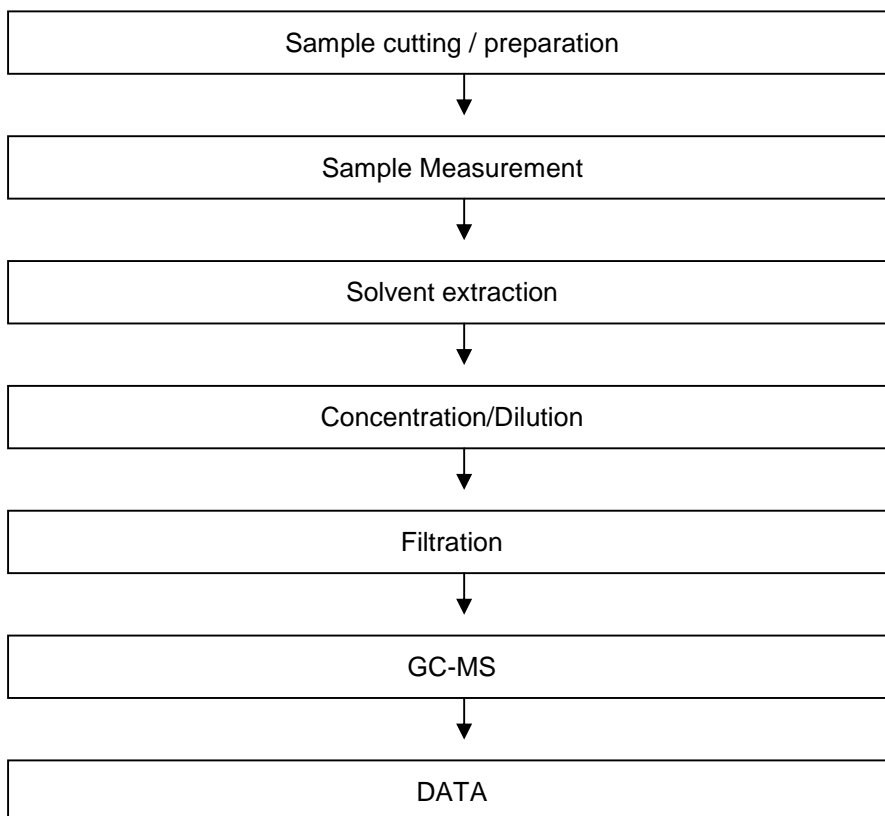 Sample cutting / preparation
Sample Measurement
Solvent extraction
Concentration/Dilution
Filtration
GC-MS
DATA